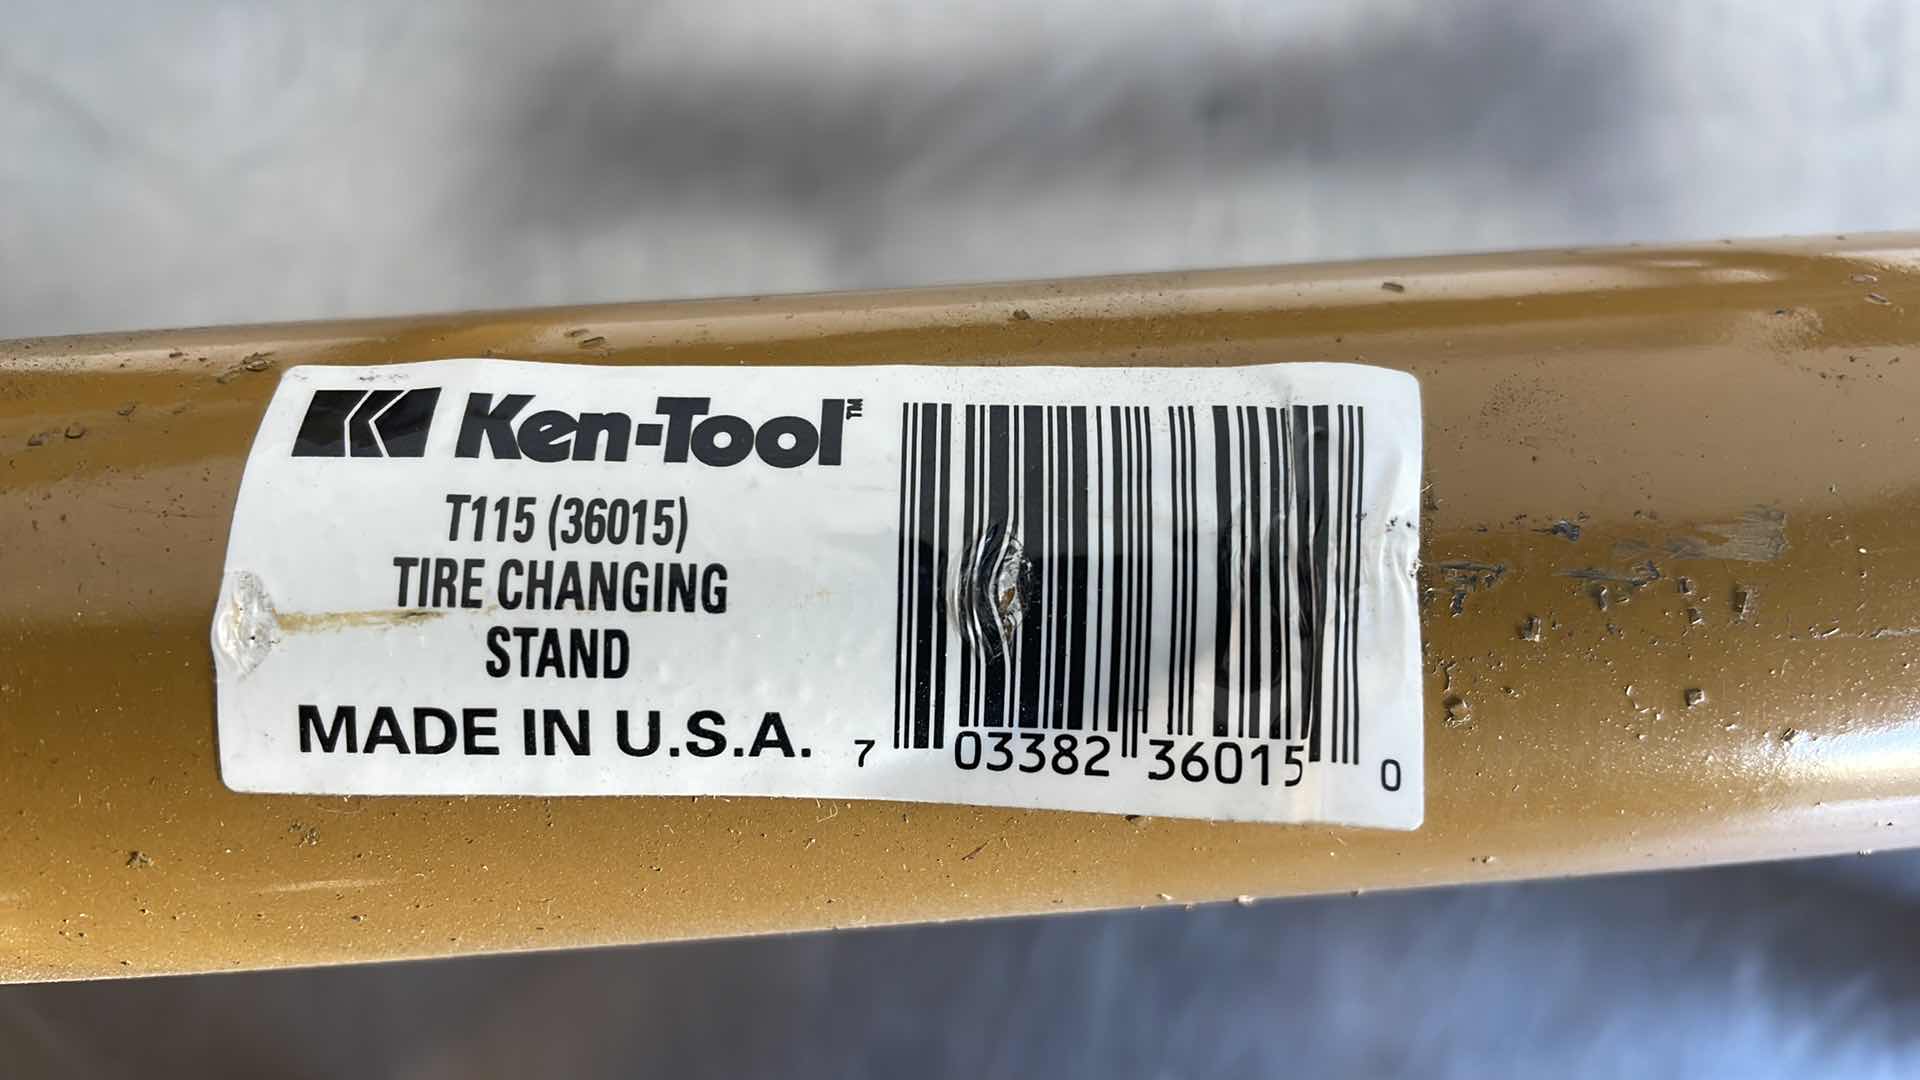 Ken-Tool™
T115 (36015)
TIRE CHANGING
STAND
MADE IN U.S.A.
7 03382 36015 0